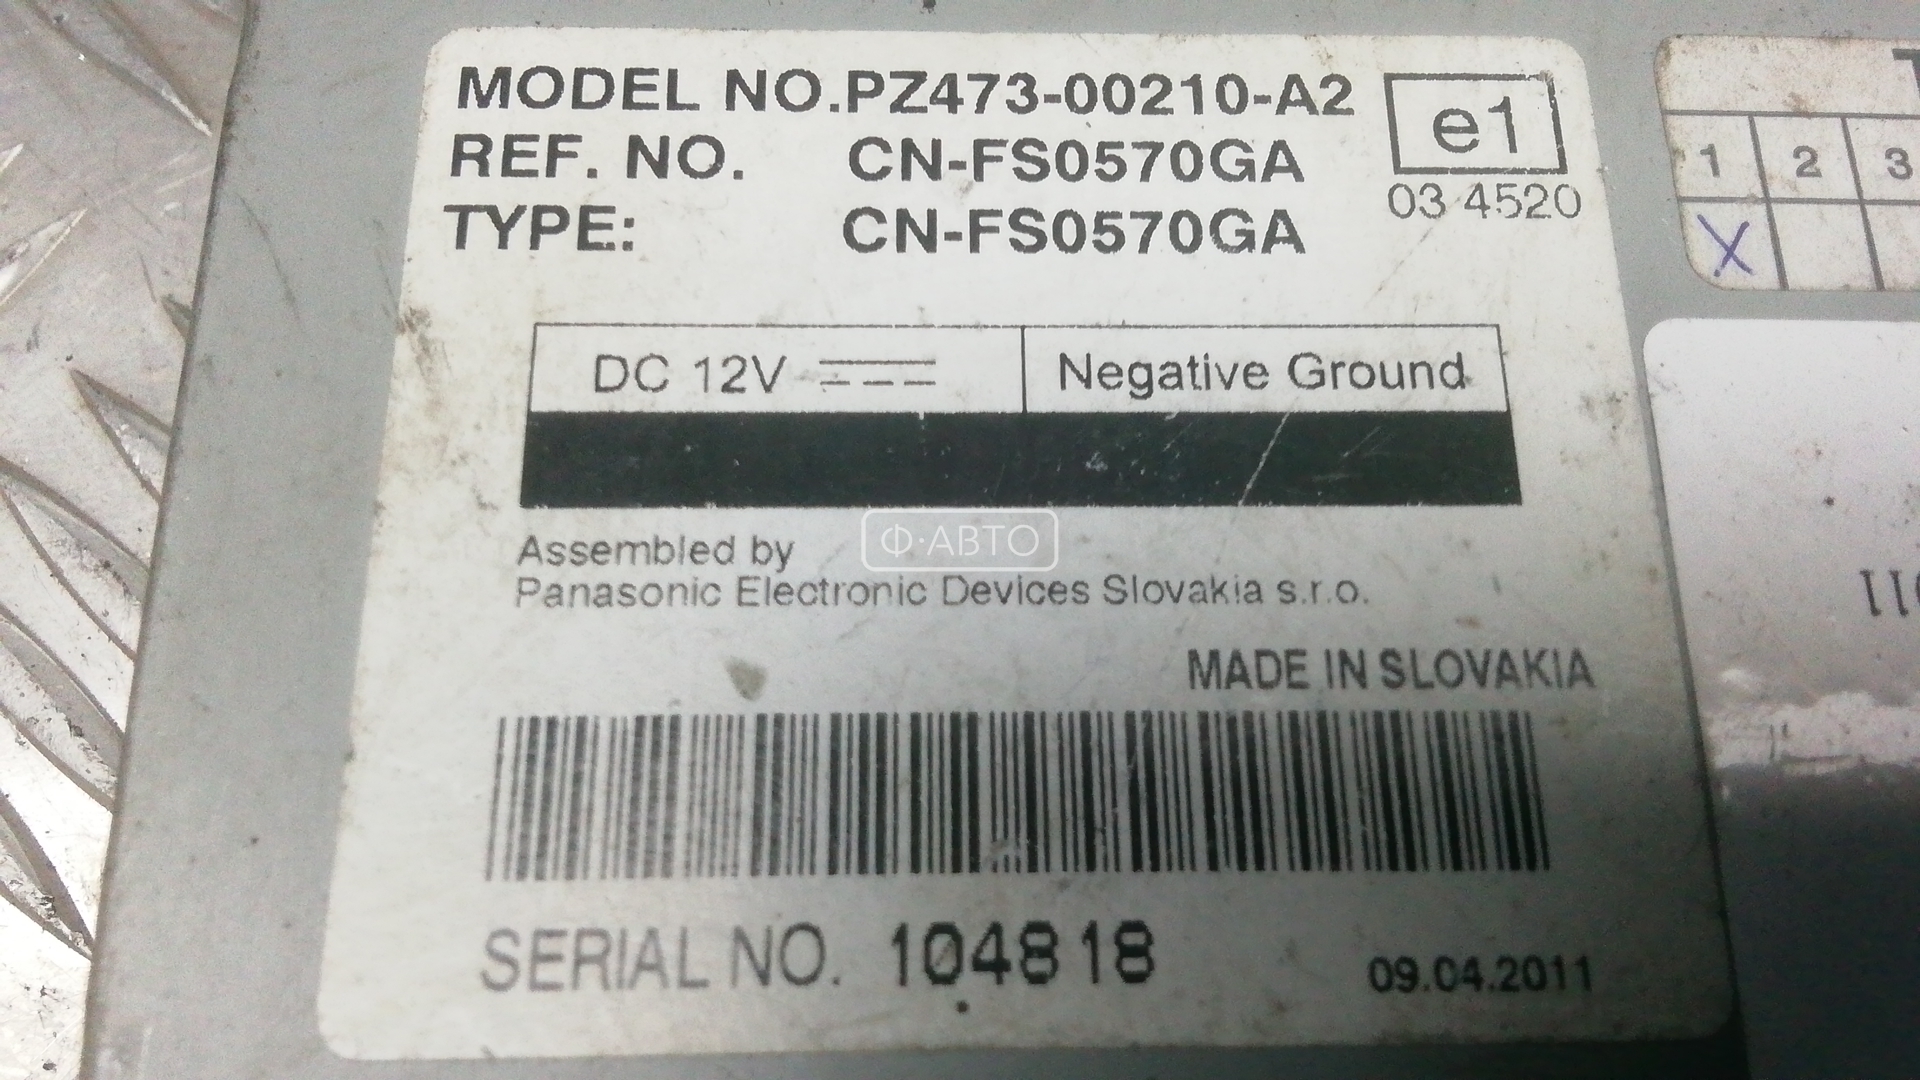 MODEL NO.PZ473-00210-A2
e1
REF. NO. CN-FS0570GA
03 4520
TYPE: CN-FS0570GA
DC 12V
Negative Ground
Assembled by
Panasonic Electronic Devices Slovakia s.r.o.
MADE IN SLOVAKIA
SERIAL NO. 104818
09.04.2011
Ф·АВТО
1 2 3
X